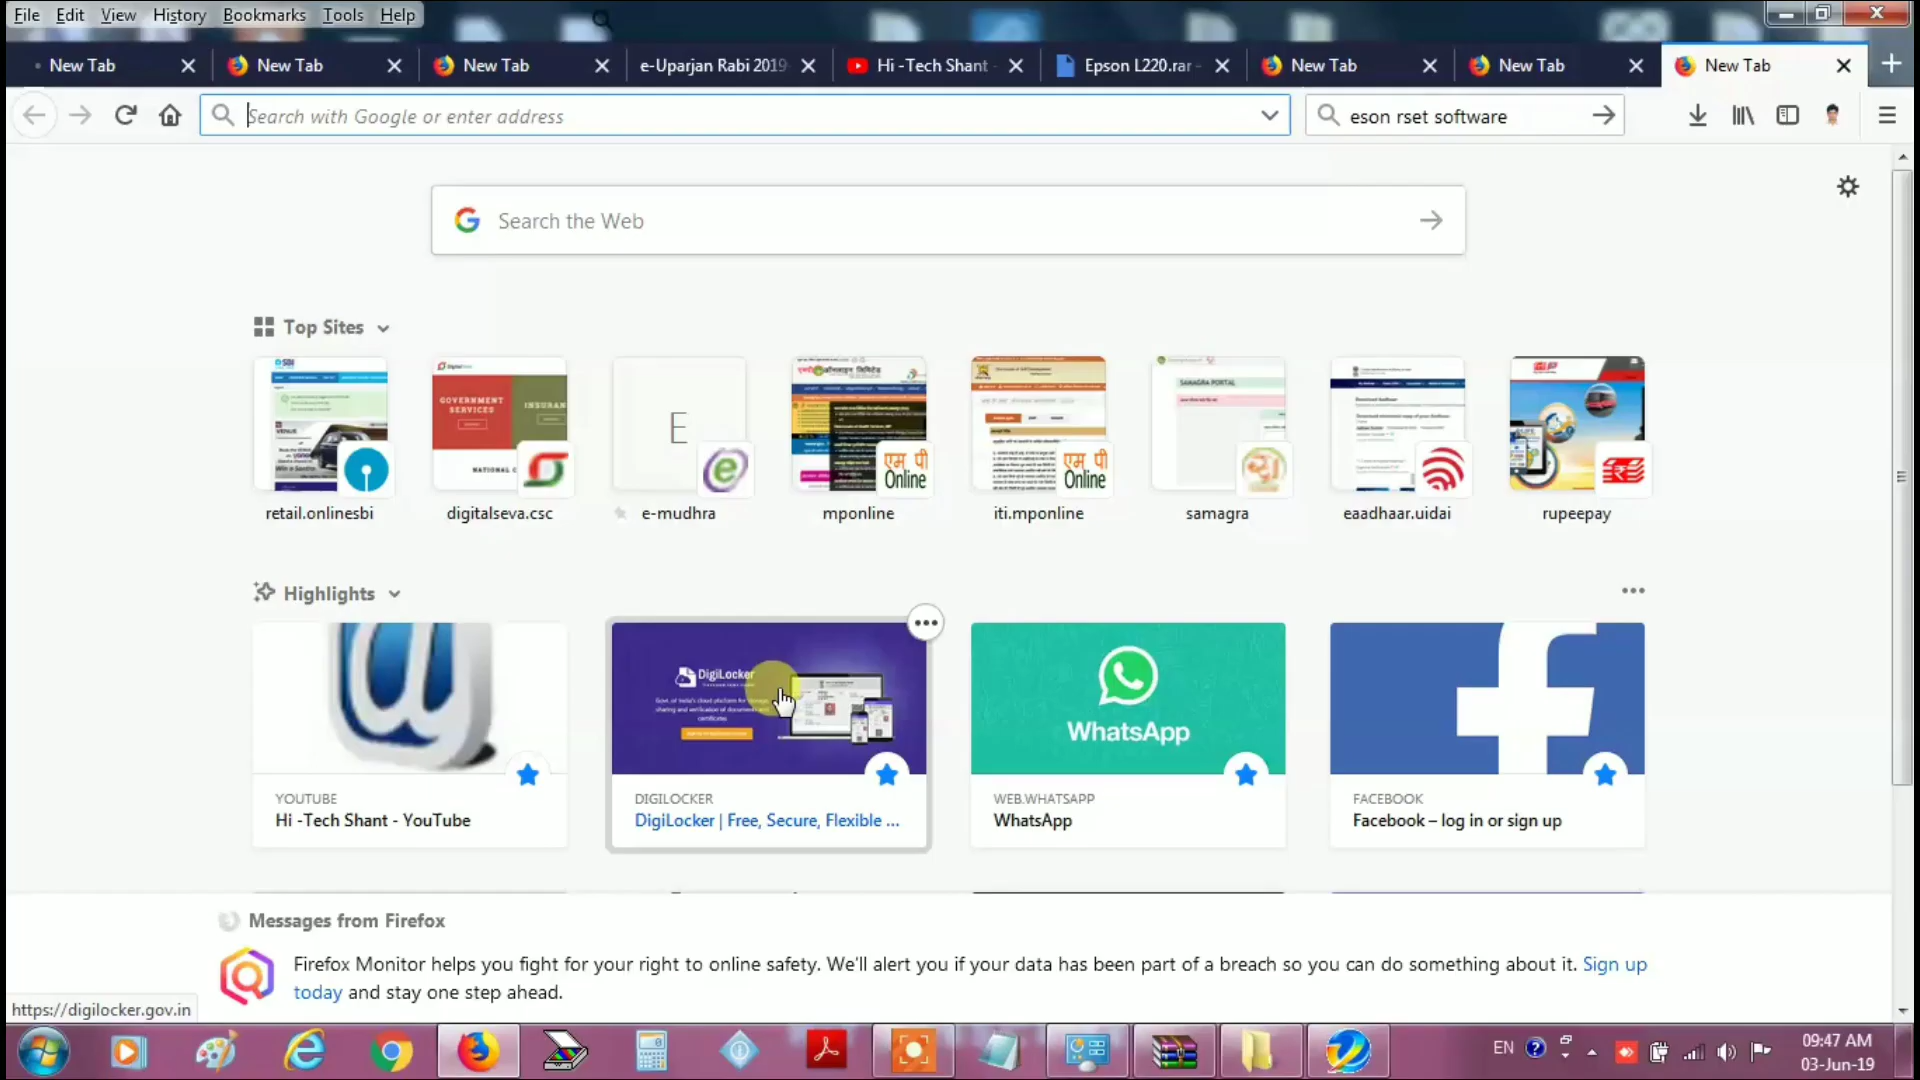 File Edit View History Bookmarks Tools Help
New Tab New Tab New Tab e-Uparjan Rabi 2019- Hi -Tech Shant - Epson L220.rar - New Tab New Tab New Tab
Search with Google or enter address eson rset software
Search the Web
Top Sites
SBI
GOVERNMENT SERVICES
INSURAN
E
SAMAGRA PORTAL
एम पी Online
एम पी Online
retail.onlinesbi digitalseva.csc e-mudhra mponline iti.mponline samagra eaadhaar.uidai rupeepay
Highlights
DigiLocker
WhatsApp
YOUTUBE DIGILOCKER WEB.WHATSAPP FACEBOOK
Hi -Tech Shant - YouTube DigiLocker | Free, Secure, Flexible ... WhatsApp Facebook – log in or sign up
Messages from Firefox
Firefox Monitor helps you fight for your right to online safety. We'll alert you if your data has been part of a breach so you can do something about it. Sign up
today and stay one step ahead.
https://digilocker.gov.in
EN 09:47 AM
03-Jun-19